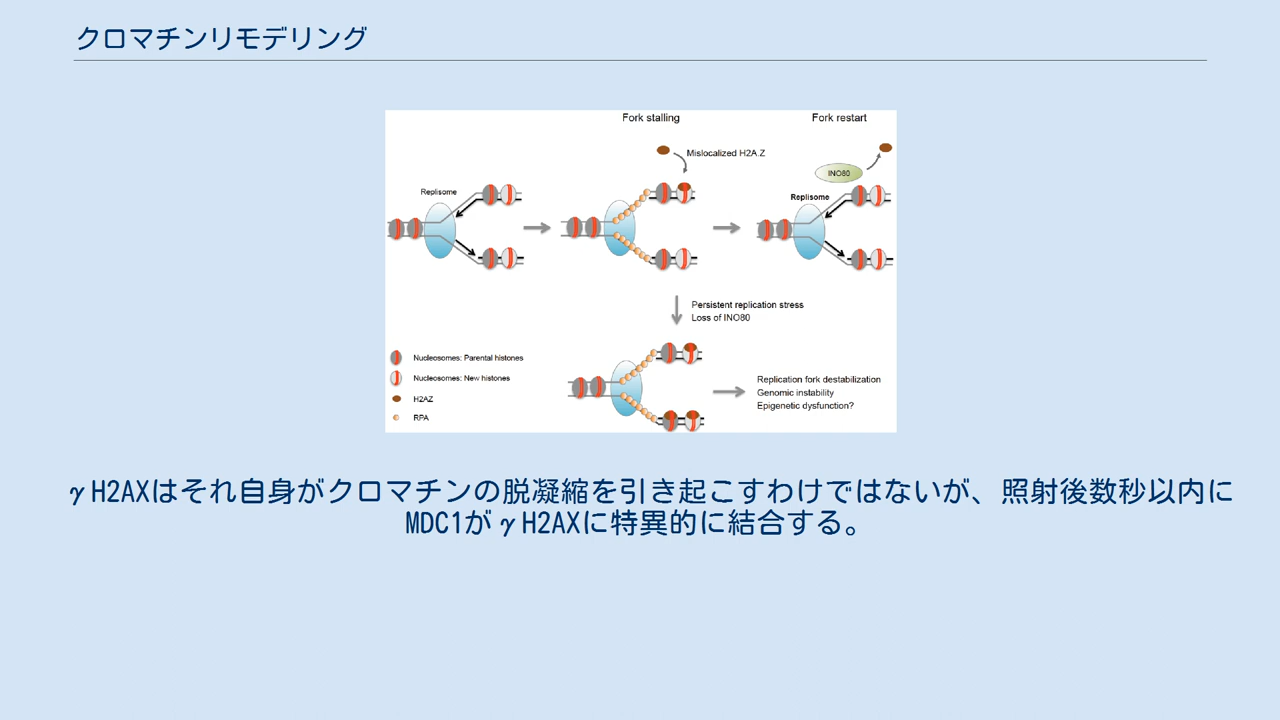 クロマチンリモデリング
Fork stalling
Fork restart
Mislocalized H2A.Z
INO80
Replisome
Replisome
Persistent replication stress
Loss of INO80
Nucleosomes: Parental histones
Nucleosomes: New histones
H2AZ
RPA
Replication fork destabilization
Genomic instability
Epigenetic dysfunction?
γH2AXはそれ自身がクロマチンの脱凝縮を引き起こすわけではないが、照射後数秒以内に
MDC1がγH2AXに特異的に結合する。